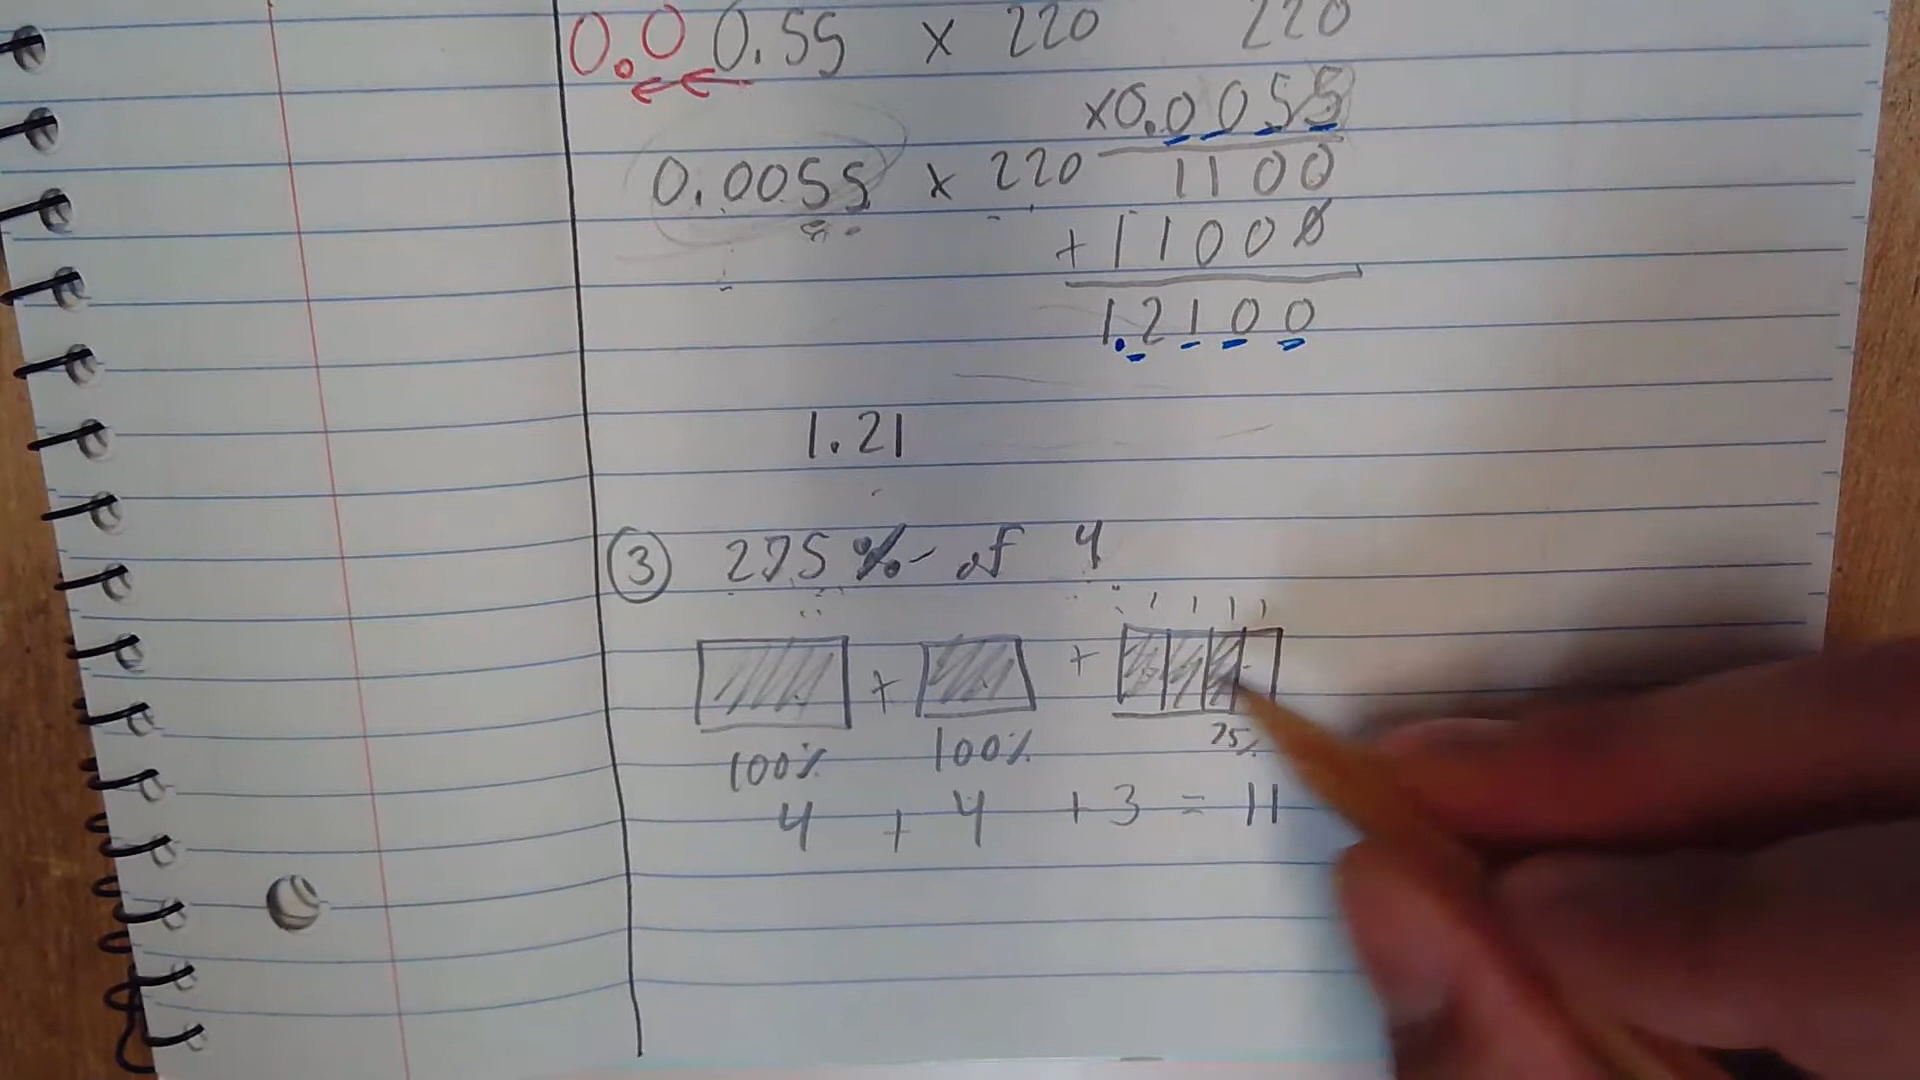 0.0 0.55 x 220 220
x0.0055
0.0055 x 220 1100
+11000
1.2100
1.21
3 275% of 4
+ +
100% 100% 75%
4 + 4 + 3 = 11